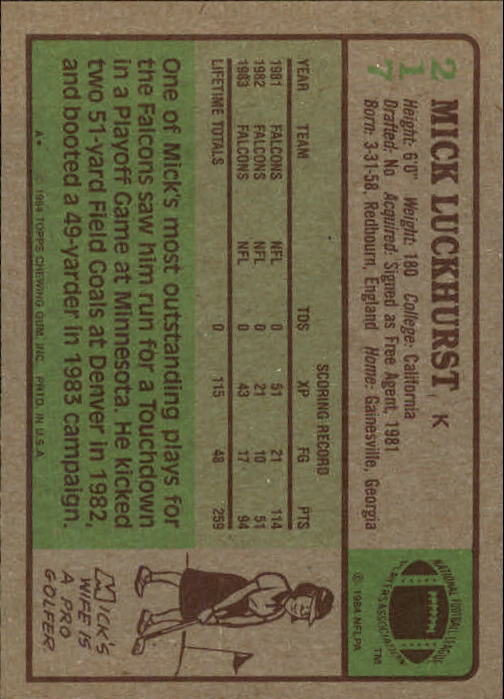 217
MICK LUCKHURST, K
Height: 6'0" Weight: 180 College: California
Drafted: No Acquired: Signed as Free Agent, 1981
Born: 3-31-58, Redbourn, England Home: Gainesville, Georgia
NATIONAL FOOTBALL LEAGUE
PLAYERS ASSOCIATION
TM
© 1984 NFLPA
SCORING RECORD
YEAR TEAM TDS XP FG PTS
1981 FALCONS NFL 0 51 21 114
1982 FALCONS NFL 0 21 10 51
1983 FALCONS NFL 0 43 17 94
LIFETIME TOTALS 0 115 48 259
One of Mick's most outstanding plays for
the Falcons saw him run for a Touchdown
in a Playoff Game at Minnesota. He kicked
two 51-yard Field Goals at Denver in 1982,
and booted a 49-yarder in 1983 campaign.
MICK'S
WIFE IS
A PRO
GOLFER.
A* © 1984 TOPPS CHEWING GUM, INC. PRTD. IN U.S.A.